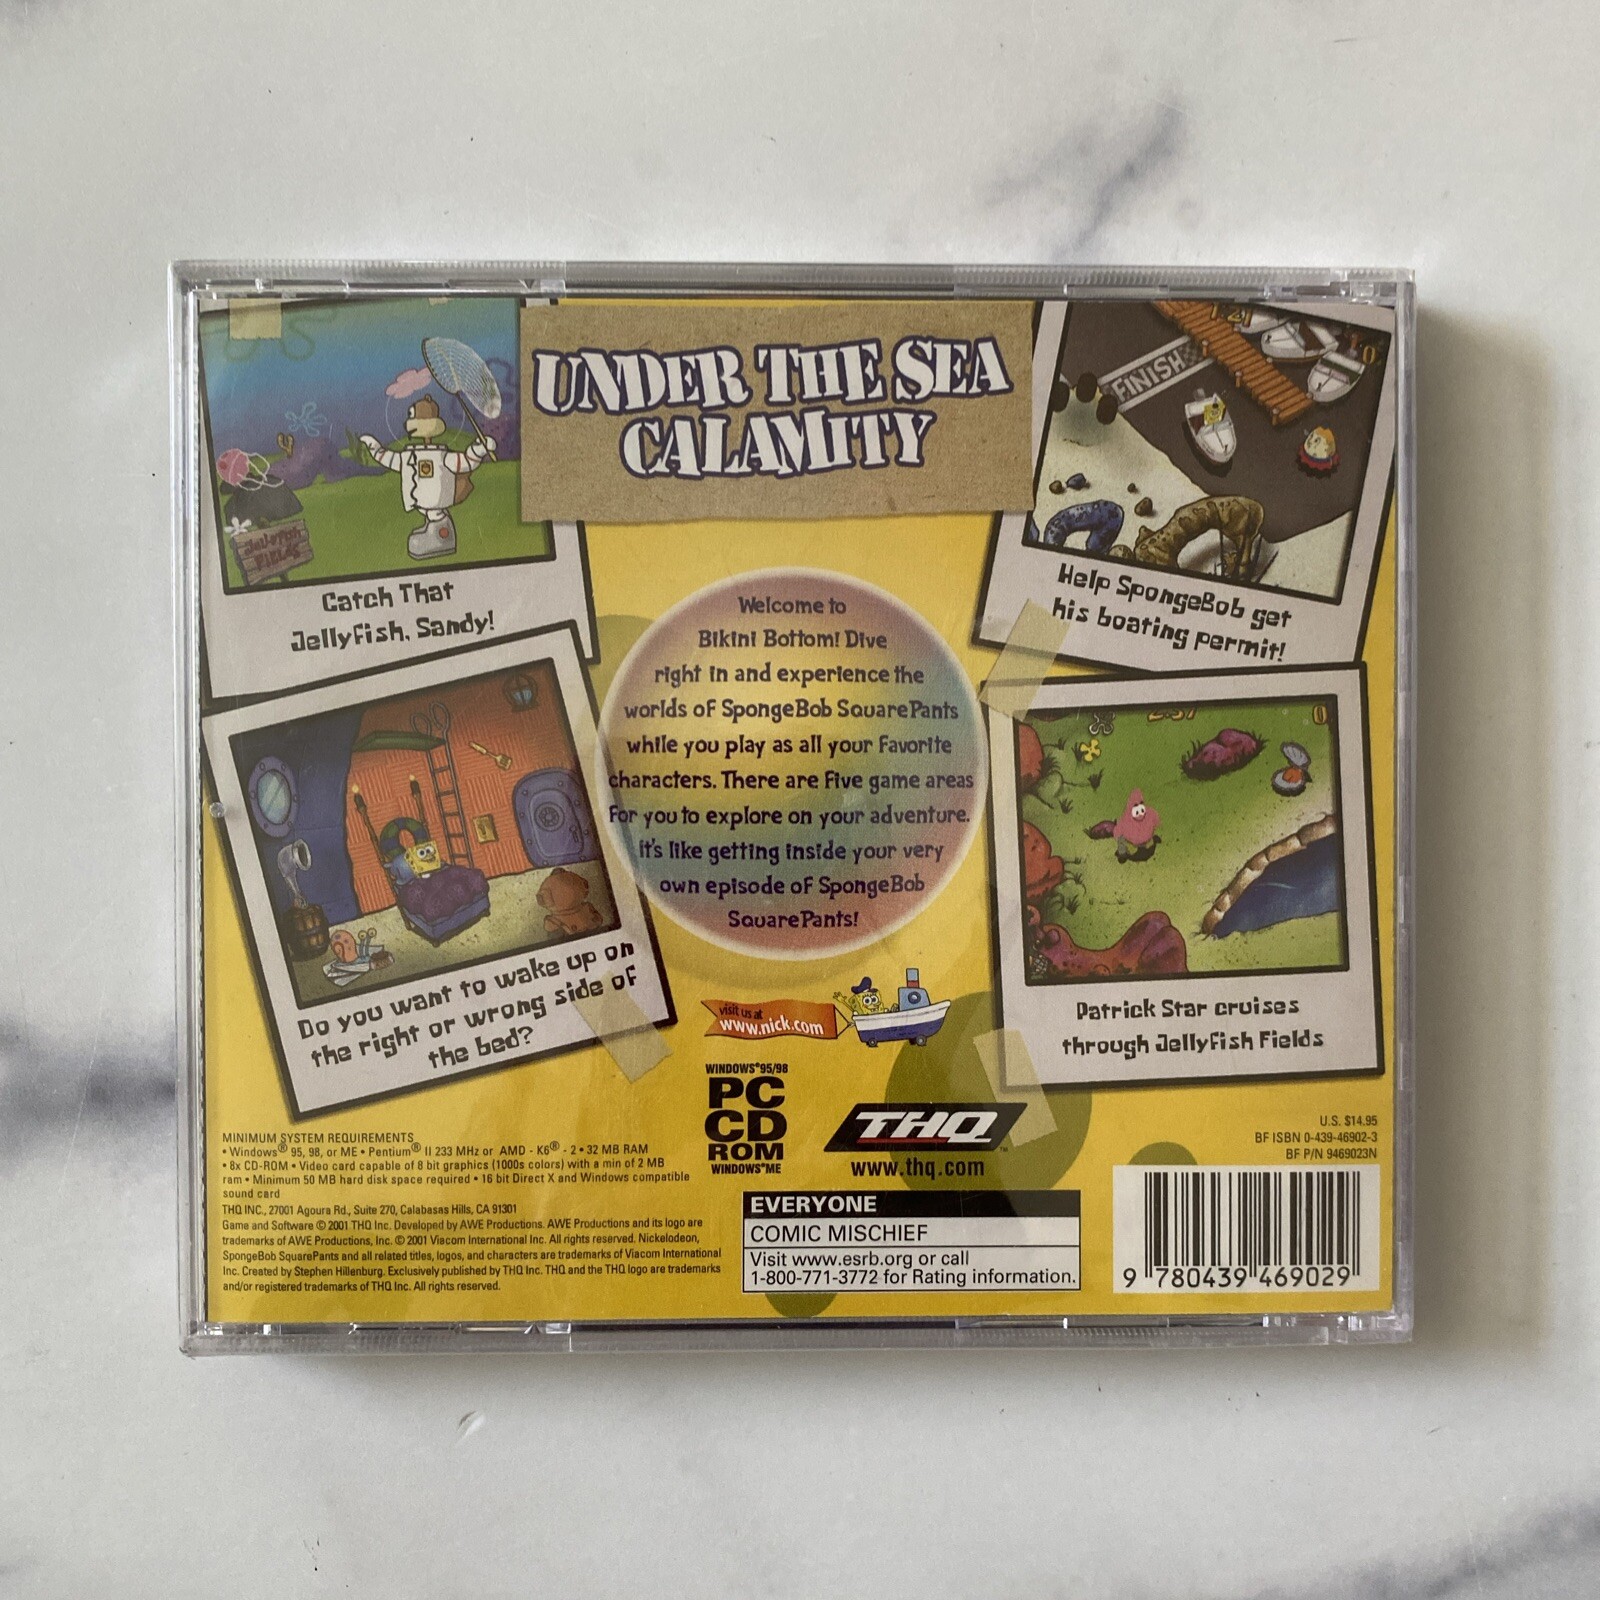 UNDER THE SEA
CALAMITY
JELLYFISH
FIELDS
Catch That
Jellyfish, Sandy!
FINISH
Help SpongeBob get
his boating permit!
Welcome to
Bikini Bottom! Dive
right in and experience the
worlds of SpongeBob SquarePants
while you play as all your favorite
characters. There are five game areas
for you to explore on your adventure.
It's like getting inside your very
own episode of SpongeBob
SquarePants!
Do you want to wake up on
the right or wrong side of
the bed?
2:57 0
Patrick Star cruises
through Jellyfish Fields
visit us at
www.nick.com
WINDOWS®95/98
PC
CD
ROM
WINDOWS®ME
THQ™
www.thq.com
MINIMUM SYSTEM REQUIREMENTS
• Windows® 95, 98, or ME • Pentium® II 233 MHz or AMD - K6® - 2 • 32 MB RAM
• 8x CD-ROM • Video card capable of 8 bit graphics (1000s colors) with a min of 2 MB
ram • Minimum 50 MB hard disk space required • 16 bit Direct X and Windows compatible
sound card
THQ INC., 27001 Agoura Rd., Suite 270, Calabasas Hills, CA 91301
Game and Software © 2001 THQ Inc. Developed by AWE Productions. AWE Productions and its logo are
trademarks of AWE Productions, Inc. © 2001 Viacom International Inc. All rights reserved. Nickelodeon,
SpongeBob SquarePants and all related titles, logos, and characters are trademarks of Viacom International
Inc. Created by Stephen Hillenburg. Exclusively published by THQ Inc. THQ and the THQ logo are trademarks
and/or registered trademarks of THQ Inc. All rights reserved.
EVERYONE
COMIC MISCHIEF
Visit www.esrb.org or call
1-800-771-3772 for Rating information.
U.S. $14.95
BF ISBN 0-439-46902-3
BF P/N 9469023N
9 780439 469029